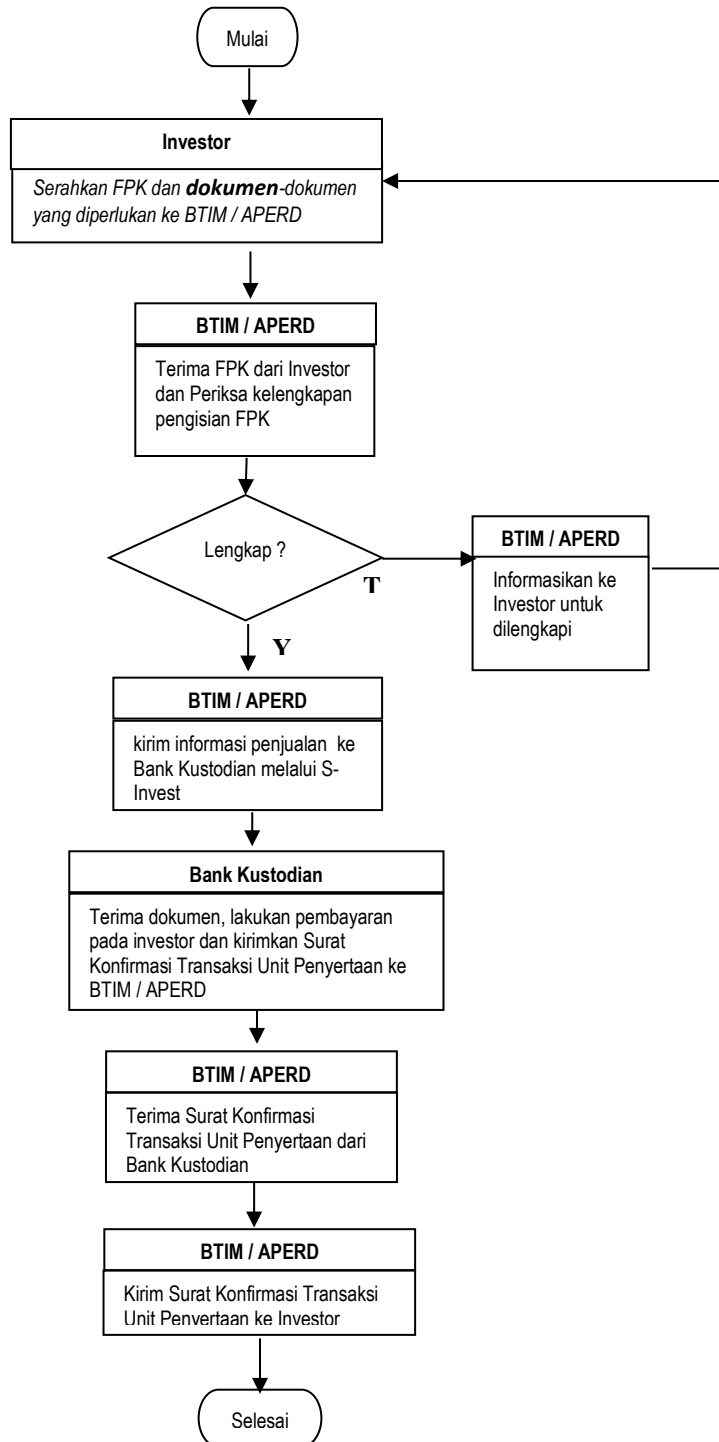 Mulai
Investor
Serahkan FPK dan dokumen-dokumen
yang diperlukan ke BTIM / APERD
BTIM / APERD
Terima FPK dari Investor
dan Periksa kelengkapan
pengisian FPK
Lengkap ?
T
BTIM / APERD
Informasikan ke
Investor untuk
dilengkapi
Y
BTIM / APERD
kirim informasi penjualan ke
Bank Kustodian melalui S-
Invest
Bank Kustodian
Terima dokumen, lakukan pembayaran
pada investor dan kirimkan Surat
Konfirmasi Transaksi Unit Penyertaan ke
BTIM / APERD
BTIM / APERD
Terima Surat Konfirmasi
Transaksi Unit Penyertaan dari
Bank Kustodian
BTIM / APERD
Kirim Surat Konfirmasi Transaksi
Unit Penyertaan ke Investor
Selesai